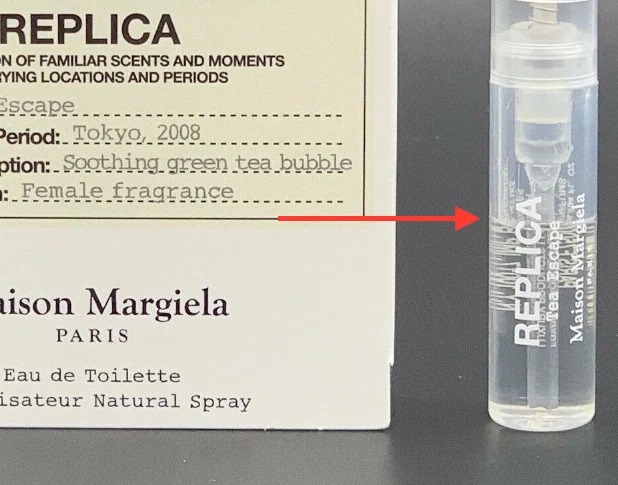 REPLICA
ON OF FAMILIAR SCENTS AND MOMENTS
RYING LOCATIONS AND PERIODS
Escape
Period: Tokyo, 2008
ption: Soothing green tea bubble
: Female fragrance
aison Margiela
PARIS
Eau de Toilette
isateur Natural Spray
REPLICA
Tea Escape
Maison Margiela
PARIS